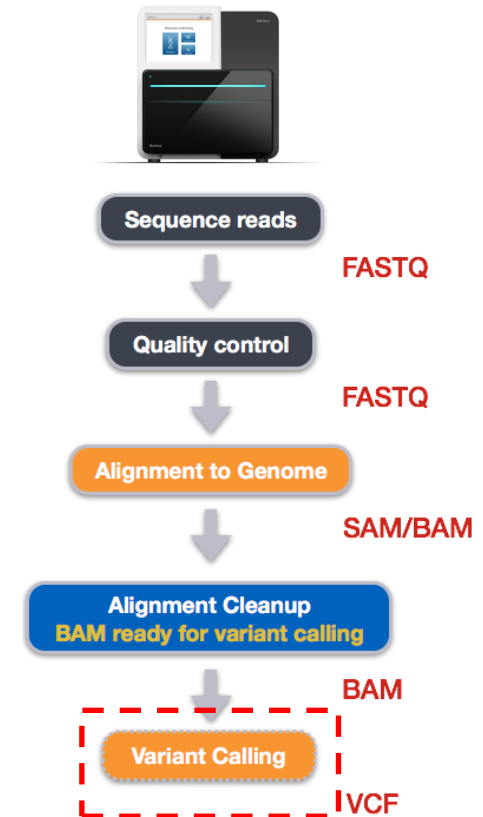 Sequence reads
FASTQ
Quality control
FASTQ
Alignment to Genome
SAM/BAM
Alignment Cleanup
BAM ready for variant calling
BAM
Variant Calling
VCF